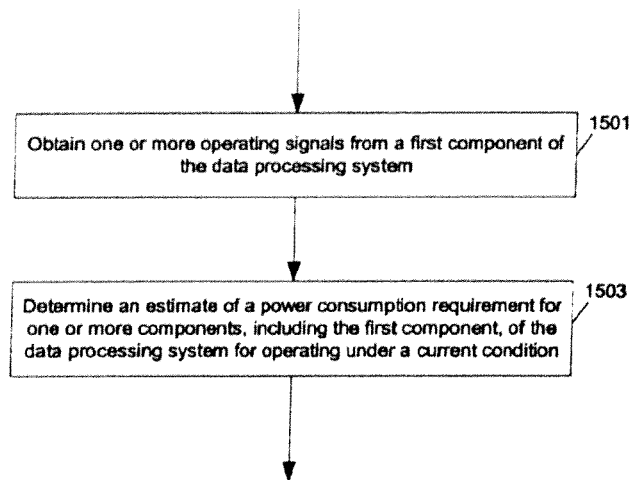 1501
Obtain one or more operating signals from a first component of
the data processing system
1503
Determine an estimate of a power consumption requirement for
one or more components, including the first component, of the
data processing system for operating under a current condition